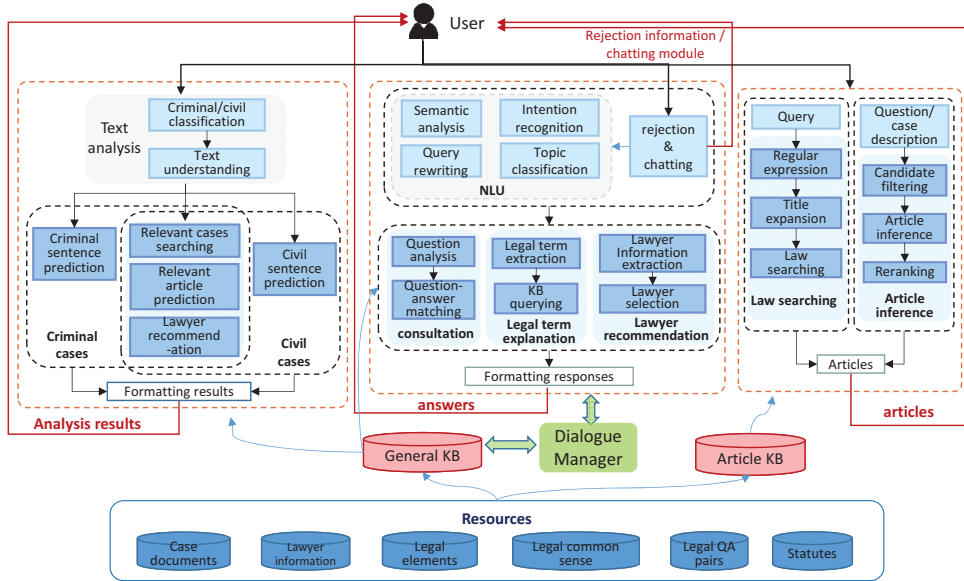 User
Rejection information /
chatting module
Text
analysis
Criminal/civil
classification
Text
understanding
Criminal
sentence
prediction
Relevant cases
searching
Relevant
article
prediction
Lawyer
recommend
-ation
Civil
sentence
prediction
Criminal
cases
Civil
cases
Formatting results
Analysis results
Semantic
analysis
Intention
recognition
Query
rewriting
Topic
classification
NLU
rejection
&
chatting
Question
analysis
Question-
answer
matching
consultation
Legal term
extraction
KB
querying
Legal term
explanation
Lawyer
Information
extraction
Lawyer
selection
Lawyer
recommendation
Formatting responses
answers
Query
Regular
expression
Title
expansion
Law
searching
Law searching
Question/
case
description
Candidate
filtering
Article
inference
Reranking
Article
inference
Articles
articles
General KB
Dialogue
Manager
Article KB
Resources
Case
documents
Lawyer
information
Legal
elements
Legal common
sense
Legal QA
pairs
Statutes